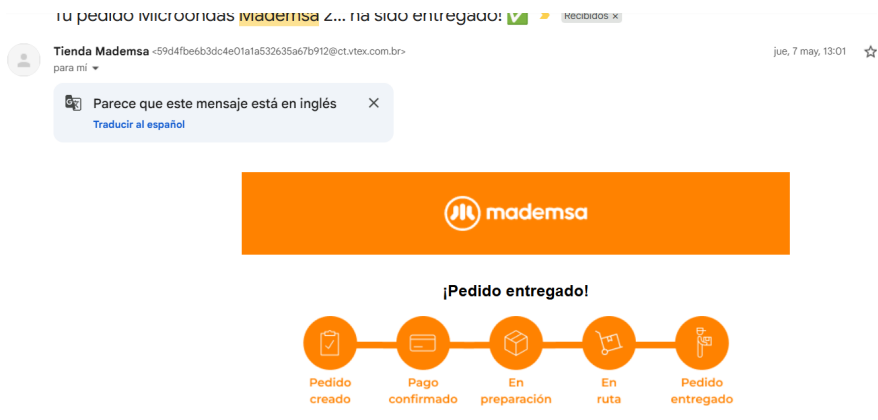 Tu pedido Microondas Mademsa 2... ha sido entregado! ✅ Recibidos x
Tienda Mademsa <59d4fbe6b3dc4e01a1a532635a67b912@ct.vtex.com.br>
jue, 7 may, 13:01
para mí
Parece que este mensaje está en inglés
Traducir al español
mademsa
¡Pedido entregado!
Pedido creado
Pago confirmado
En preparación
En ruta
Pedido entregado